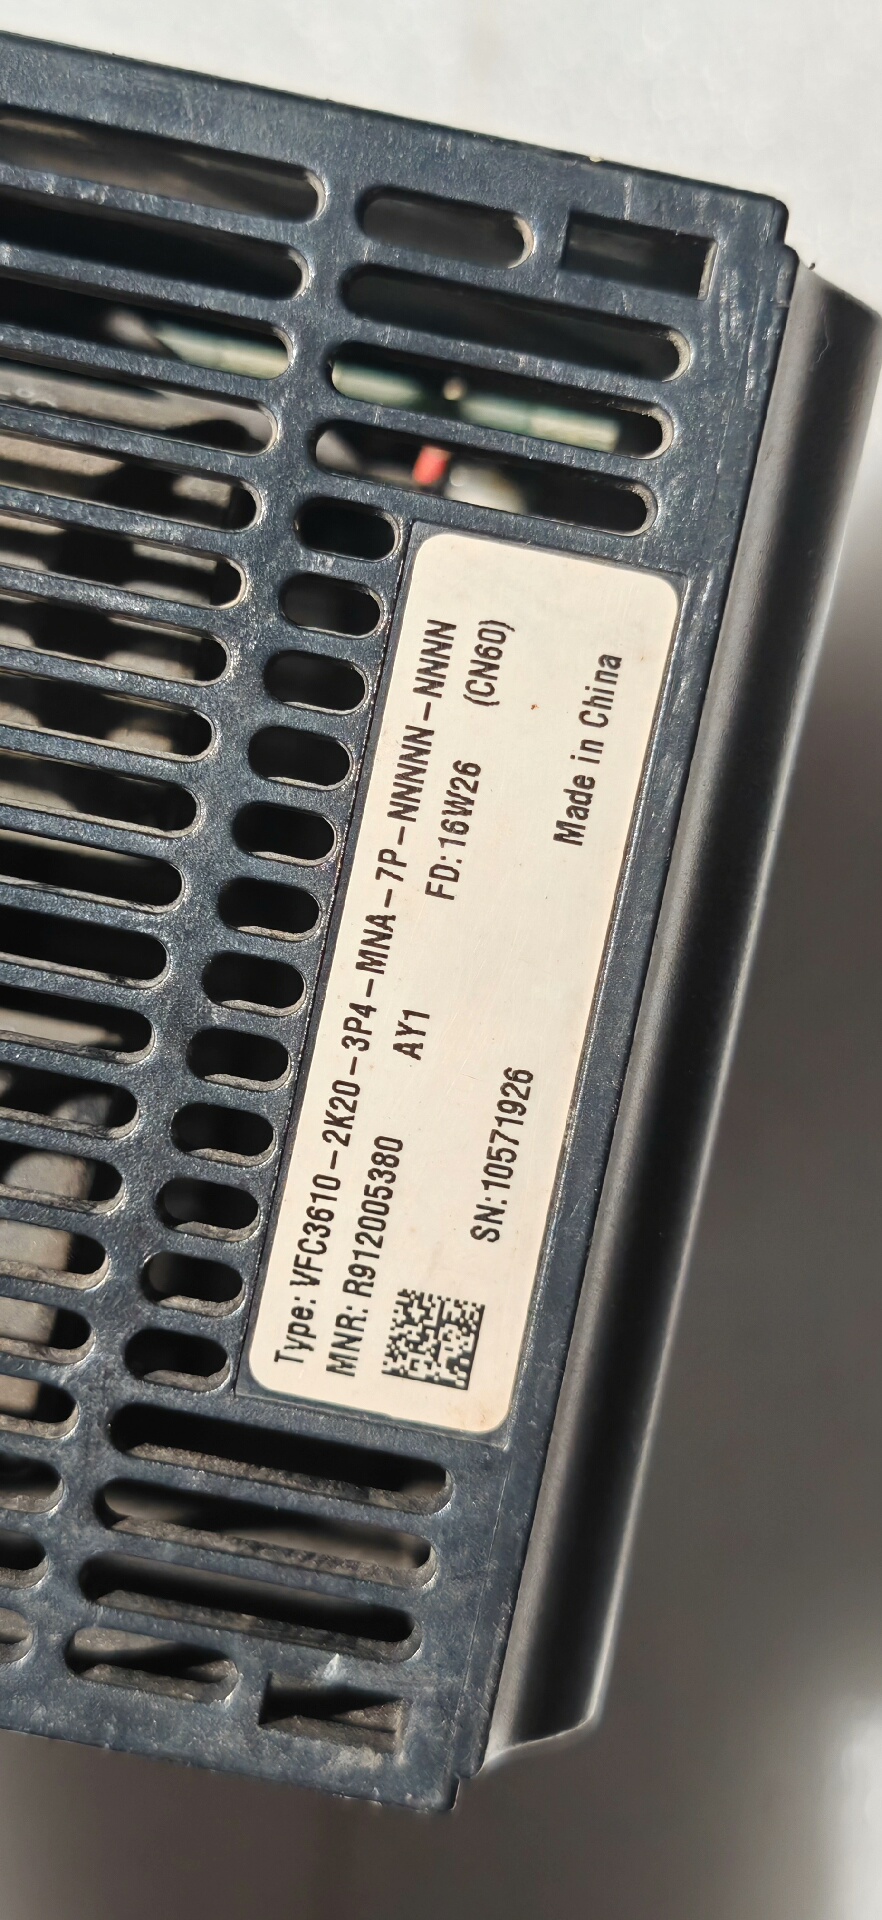 Type: VFC3610-2K20-3P4-MNA-7P-NNNNN-NNNN
MNR: R912005380 AY1 FD: 16W26 (CN60)
SN: 10571926 Made in China